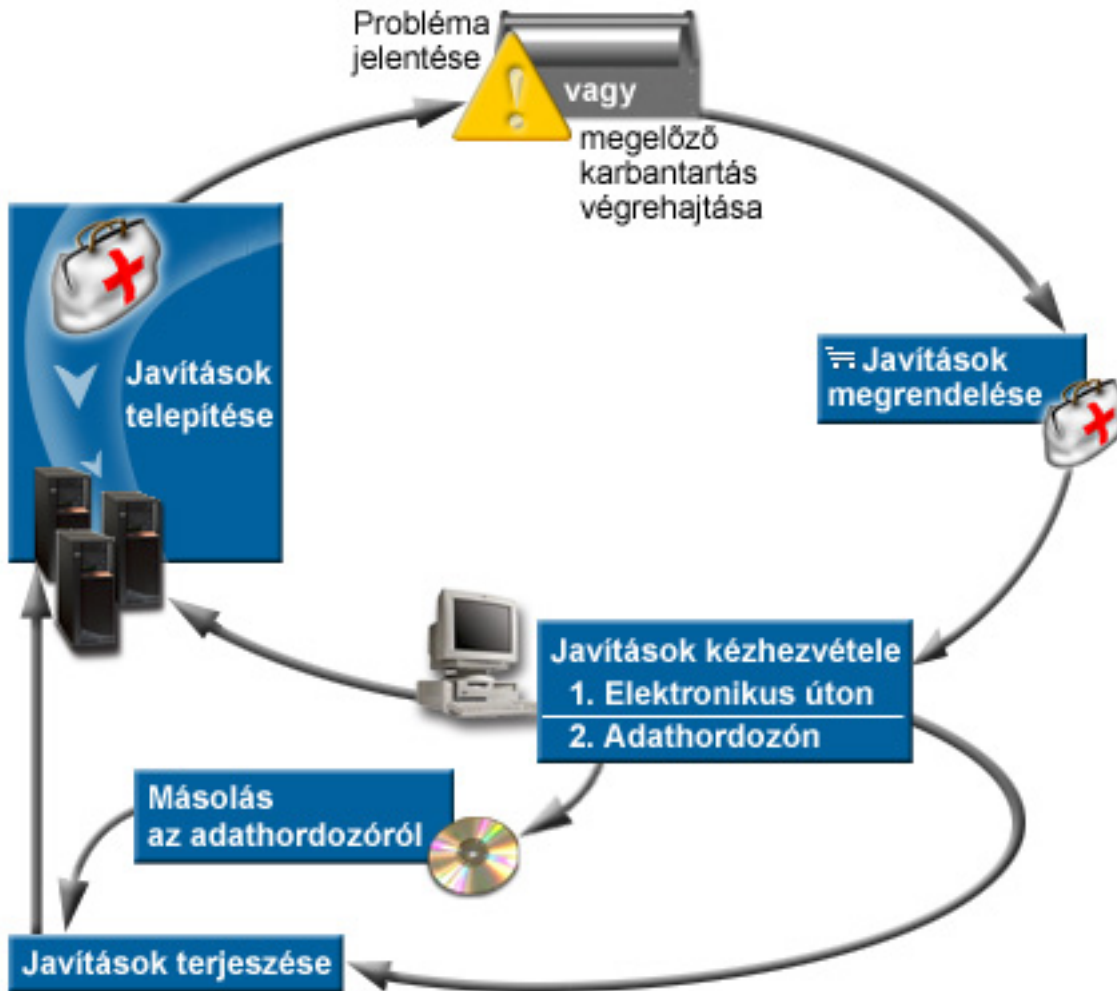 Probléma
jelentése
vagy
megelőző
karbantartás
végrehajtása
Javítások
megrendelése
Javítások
telepítése
Javítások kézhezvétele
1. Elektronikus úton
2. Adathordozón
Másolás
az adathordozóról
Javítások terjeszése